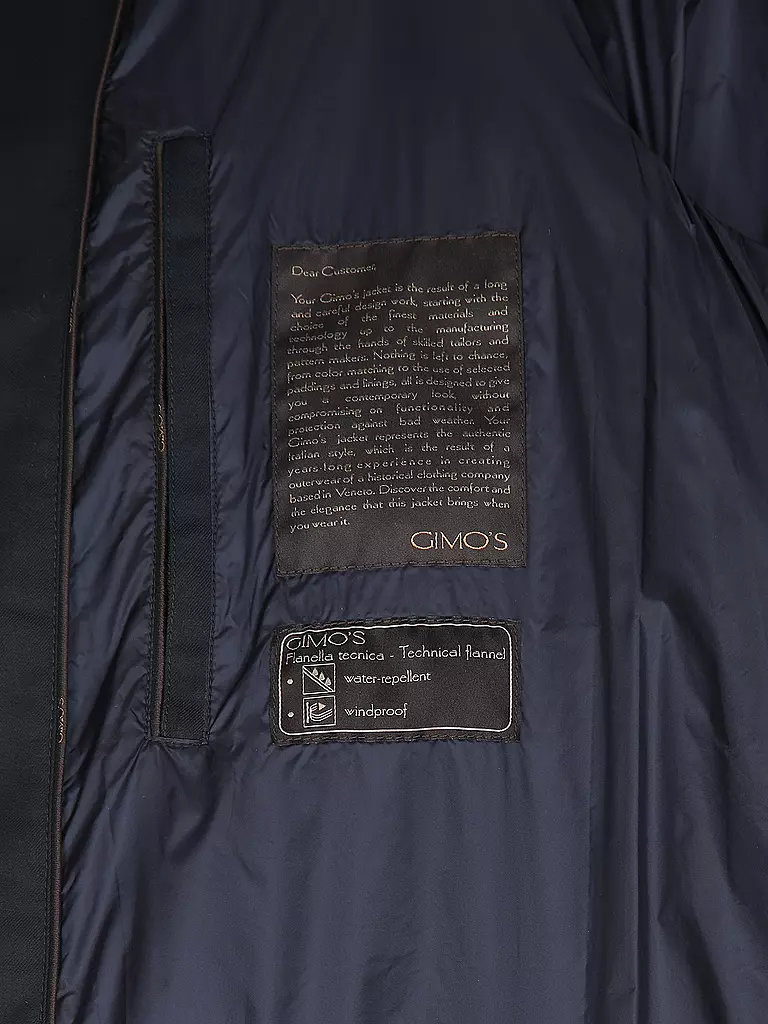 Dear Customer,
Your Gimo's jacket is the result of a long
and careful design work, starting with the
choice of the finest materials and
technology up to the manufacturing
through the hands of skilled tailors and
pattern makers. Nothing is left to chance,
from color matching to the use of selected
paddings and linings, all is designed to give
you a contemporary look, without
compromising on functionality and
protection against bad weather. Your
Gimo's jacket represents the authentic
Italian style, which is the result of a
years-long experience in creating
outerwear of a historical clothing company
based in Veneto. Discover the comfort and
the elegance that this jacket brings when
you wear it.
GIMO'S
GIMO'S
Flanella tecnica - Technical flannel
water-repellent
windproof
GIMO'S
GIMO'S